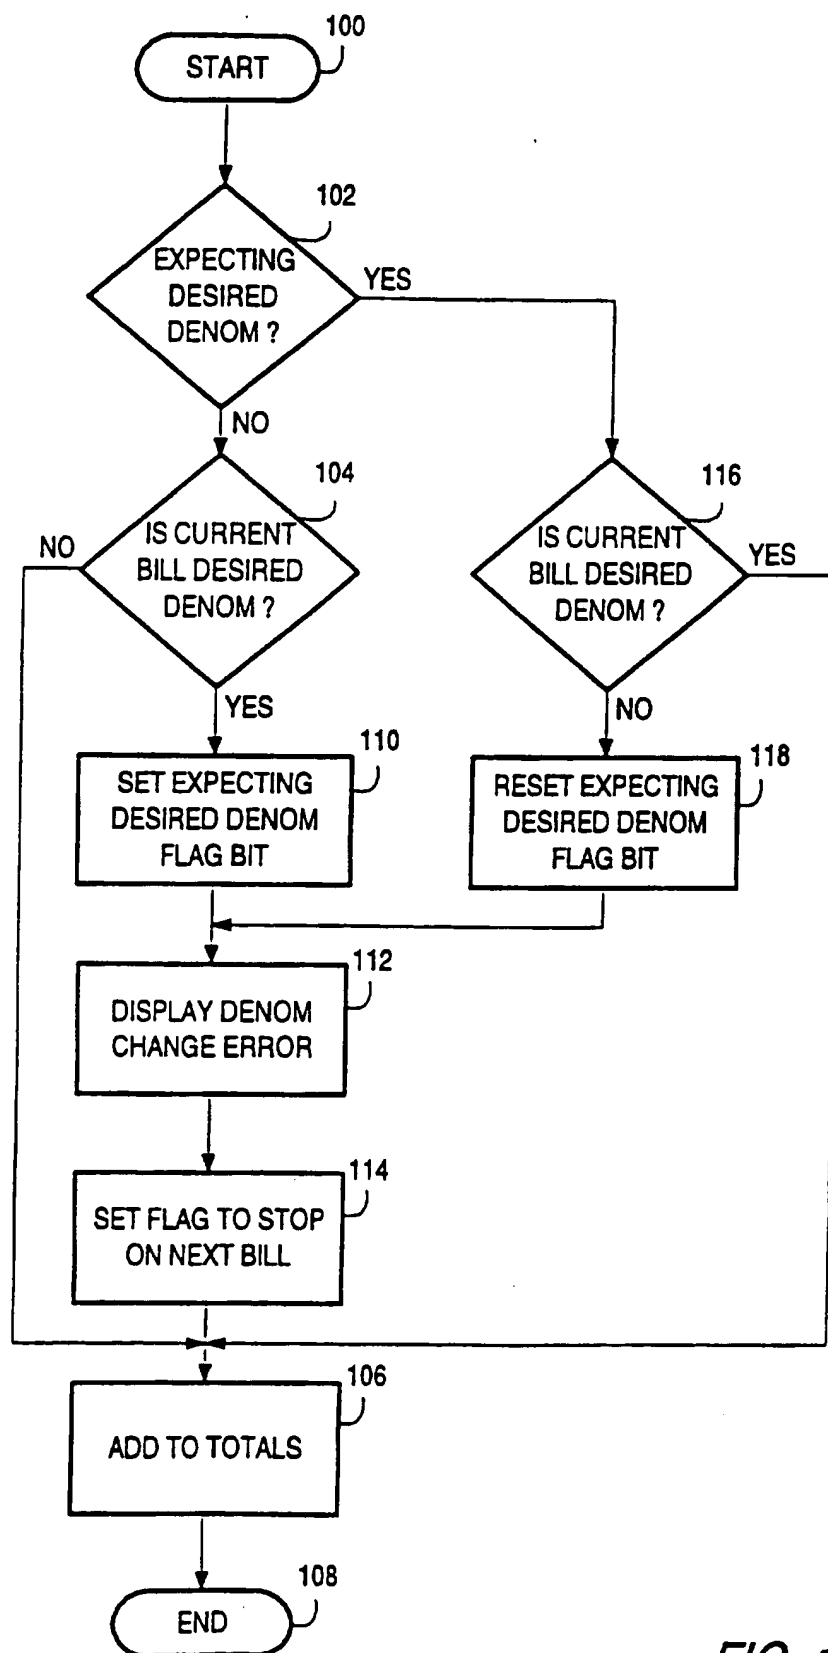 100
START
102
EXPECTING
DESIRED
DENOM ?
YES
NO
104
IS CURRENT
BILL DESIRED
DENOM ?
NO
YES
116
IS CURRENT
BILL DESIRED
DENOM ?
YES
NO
110
SET EXPECTING
DESIRED DENOM
FLAG BIT
118
RESET EXPECTING
DESIRED DENOM
FLAG BIT
112
DISPLAY DENOM
CHANGE ERROR
114
SET FLAG TO STOP
ON NEXT BILL
106
ADD TO TOTALS
108
END
FIG.